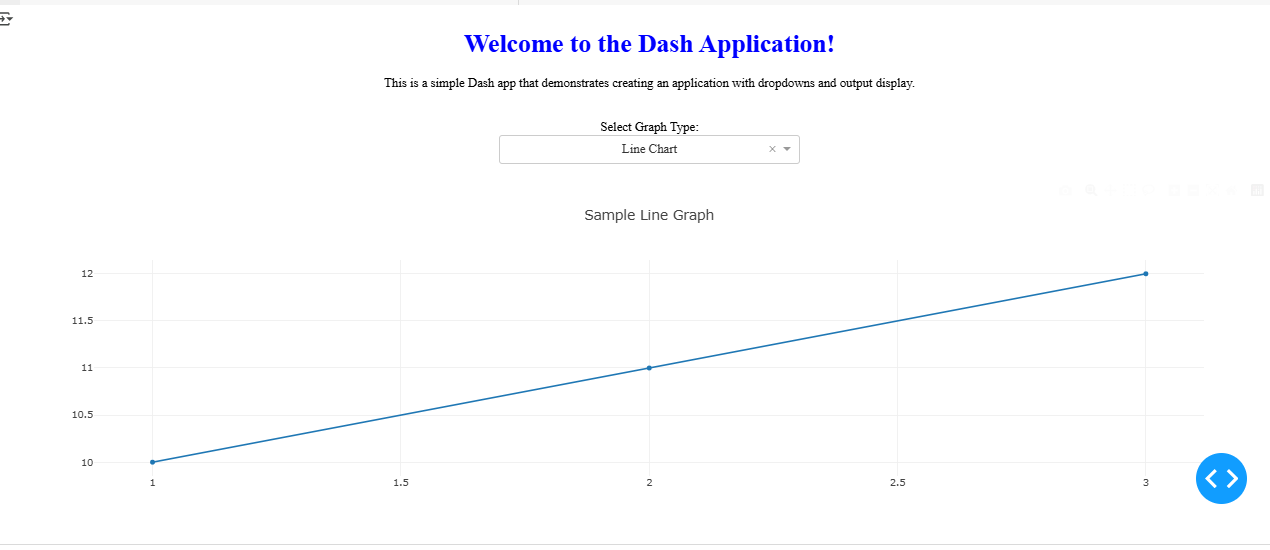 Welcome to the Dash Application!
This is a simple Dash app that demonstrates creating an application with dropdowns and output display.
Select Graph Type:
Line Chart
Sample Line Graph
12
11.5
11
10.5
10
1
1.5
2
2.5
3